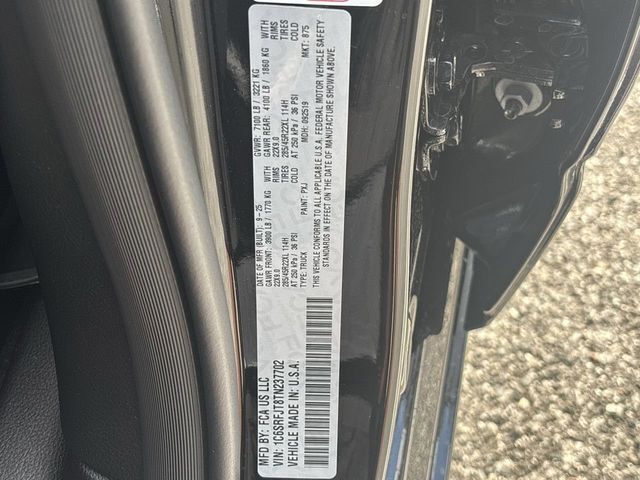 MFD BY: FCA US LLC
VIN: 1C6SRFJT8TN237702
VEHICLE MADE IN: U.S.A.
DATE OF MFR (BUILT): 9-25
GVWR: 7100 LB / 3221 KG
GAWR FRONT: 3900 LB / 1770 KG WITH
GAWR REAR: 4100 LB / 1860 KG WITH
22X9.0 RIMS
22X9.0 RIMS
285/45R22XL 114H TIRES
285/45R22XL 114H TIRES
AT 250 kPa / 36 PSI COLD
AT 250 kPa / 36 PSI COLD
TYPE: TRUCK PAINT: PXJ MDH: 092519 MKT: 875
THIS VEHICLE CONFORMS TO ALL APPLICABLE U.S.A. FEDERAL MOTOR VEHICLE SAFETY
STANDARDS IN EFFECT ON THE DATE OF MANUFACTURE SHOWN ABOVE.